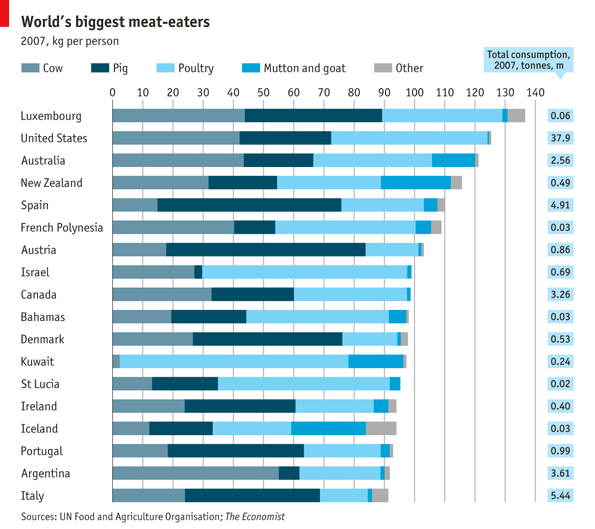 World's biggest meat-eaters
2007, kg per person
Total consumption,
2007, tonnes, m
Cow Pig Poultry Mutton and goat Other
0 10 20 30 40 50 60 70 80 90 100 110 120 130 140
Luxembourg 0.06
United States 37.9
Australia 2.56
New Zealand 0.49
Spain 4.91
French Polynesia 0.03
Austria 0.86
Israel 0.69
Canada 3.26
Bahamas 0.03
Denmark 0.53
Kuwait 0.24
St Lucia 0.02
Ireland 0.40
Iceland 0.03
Portugal 0.99
Argentina 3.61
Italy 5.44
Sources: UN Food and Agriculture Organisation; The Economist